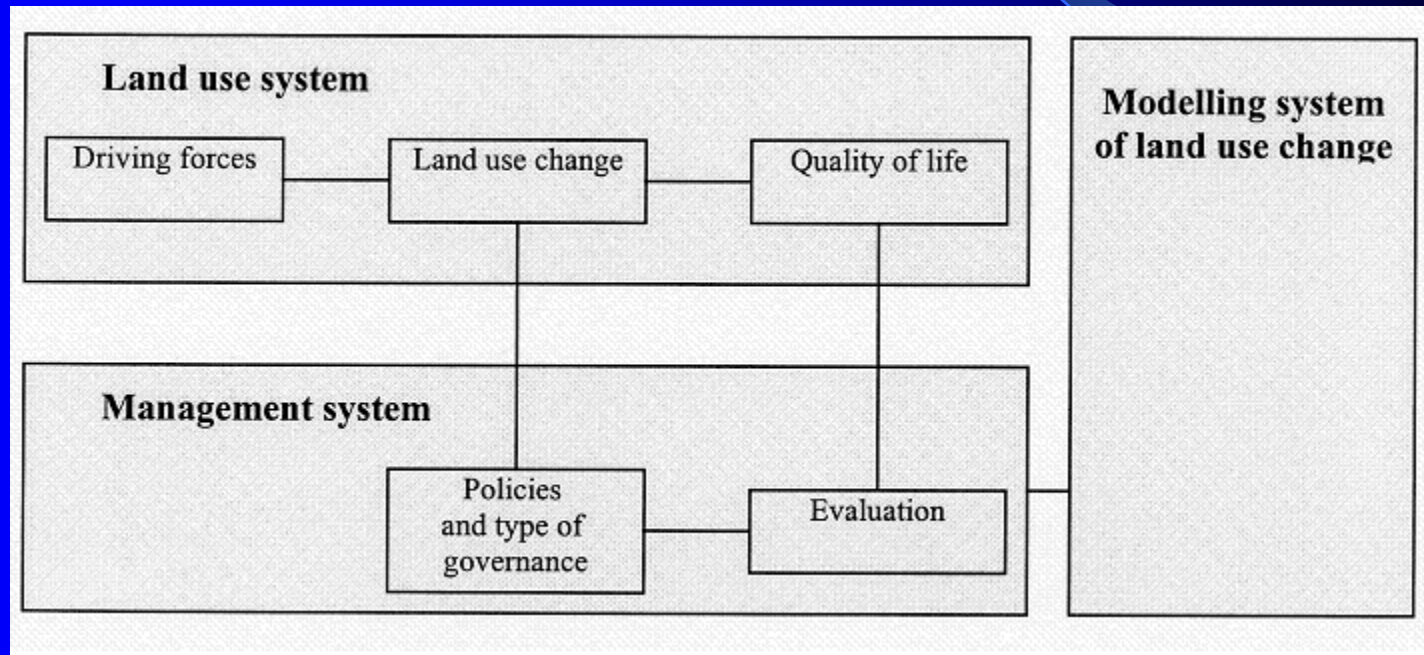 Land use system
Driving forces
Land use change
Quality of life
Modelling system
of land use change
Management system
Policies
and type of
governance
Evaluation